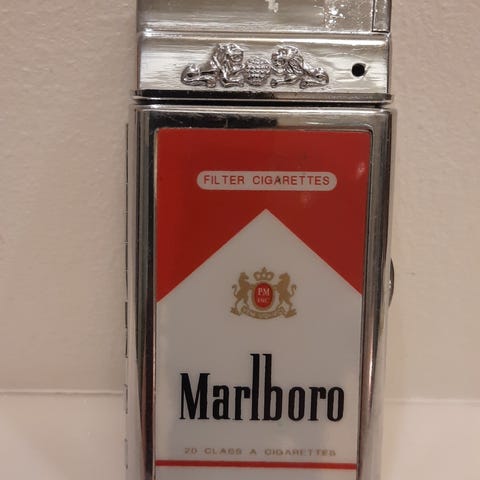 FILTER CIGARETTES
PM
INC
Marlboro
20 CLASS A CIGARETTES